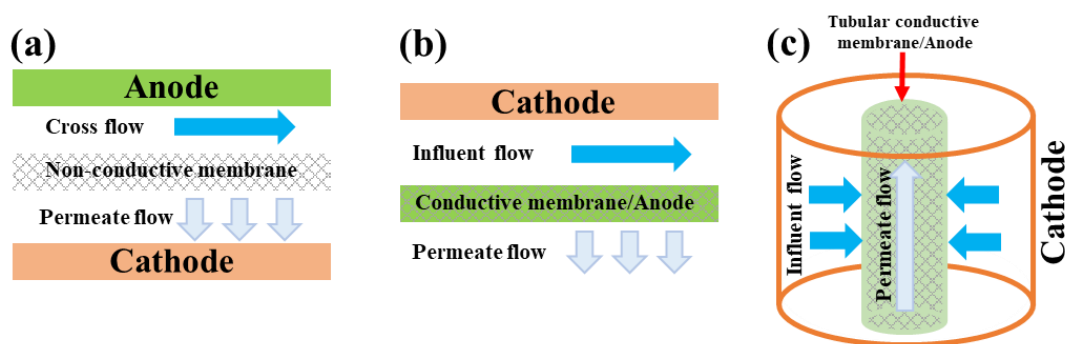 (a)
Anode
Cross flow
Non-conductive membrane
Permeate flow
Cathode
(b)
Cathode
Influent flow
Conductive membrane/Anode
Permeate flow
(c)
Tubular conductive
membrane/Anode
Influent flow
Permeate flow
Cathode